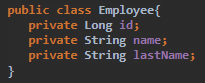 public class Employee{
    private Long id;
    private String name;
    private String lastName;
}